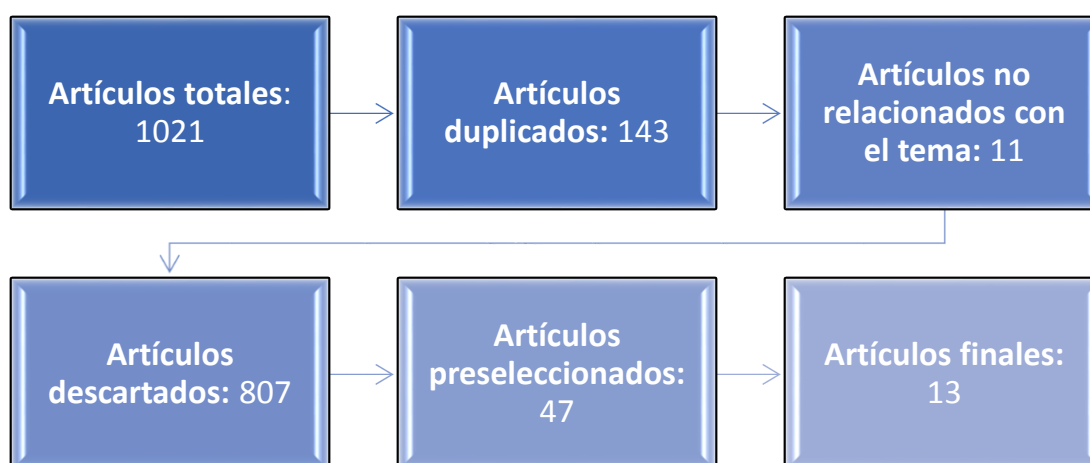 Artículos totales:
1021
Artículos
duplicados: 143
Artículos no
relacionados con
el tema: 11
Artículos
descartados: 807
Artículos
preseleccionados:
47
Artículos finales:
13